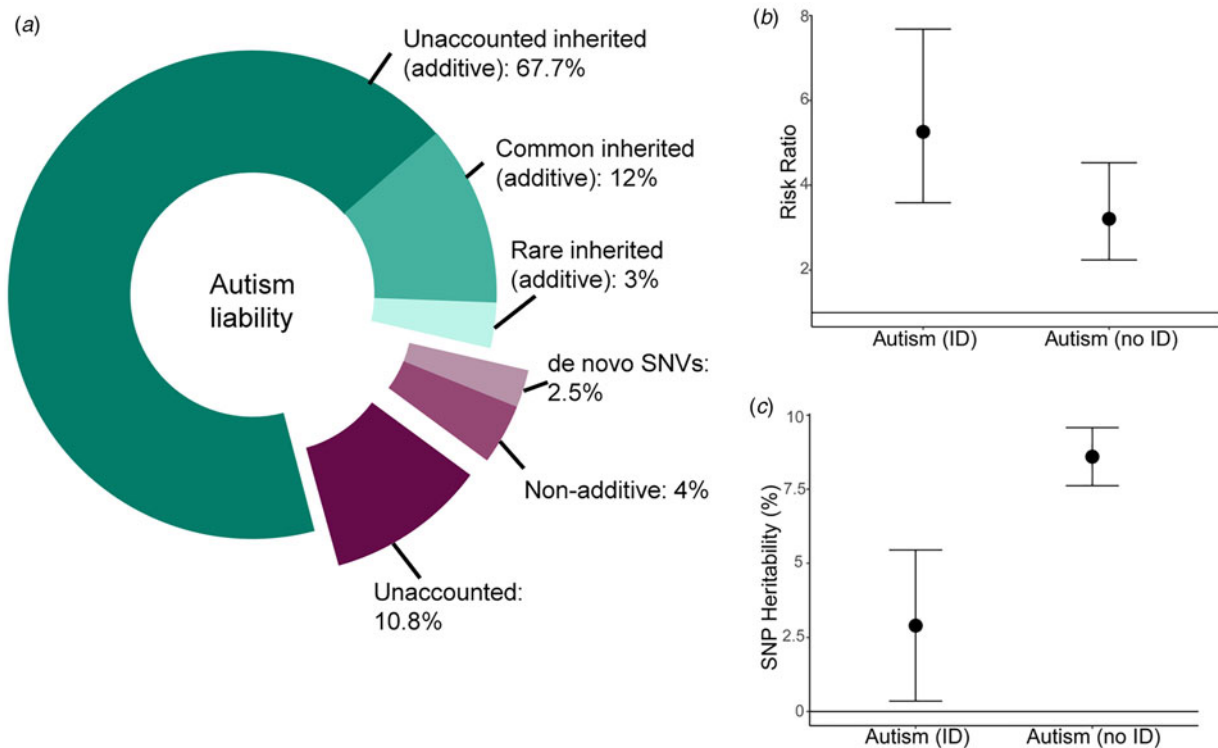 (a)
Unaccounted inherited
(additive): 67.7%
Common inherited
(additive): 12%
Rare inherited
(additive): 3%
Autism
liability
de novo SNVs:
2.5%
Non-additive: 4%
Unaccounted:
10.8%
(b)
Risk Ratio
8
6
4
2
Autism (ID)
Autism (no ID)
(c)
SNP Heritability (%)
10
7.5
5
2.5
0
Autism (ID)
Autism (no ID)